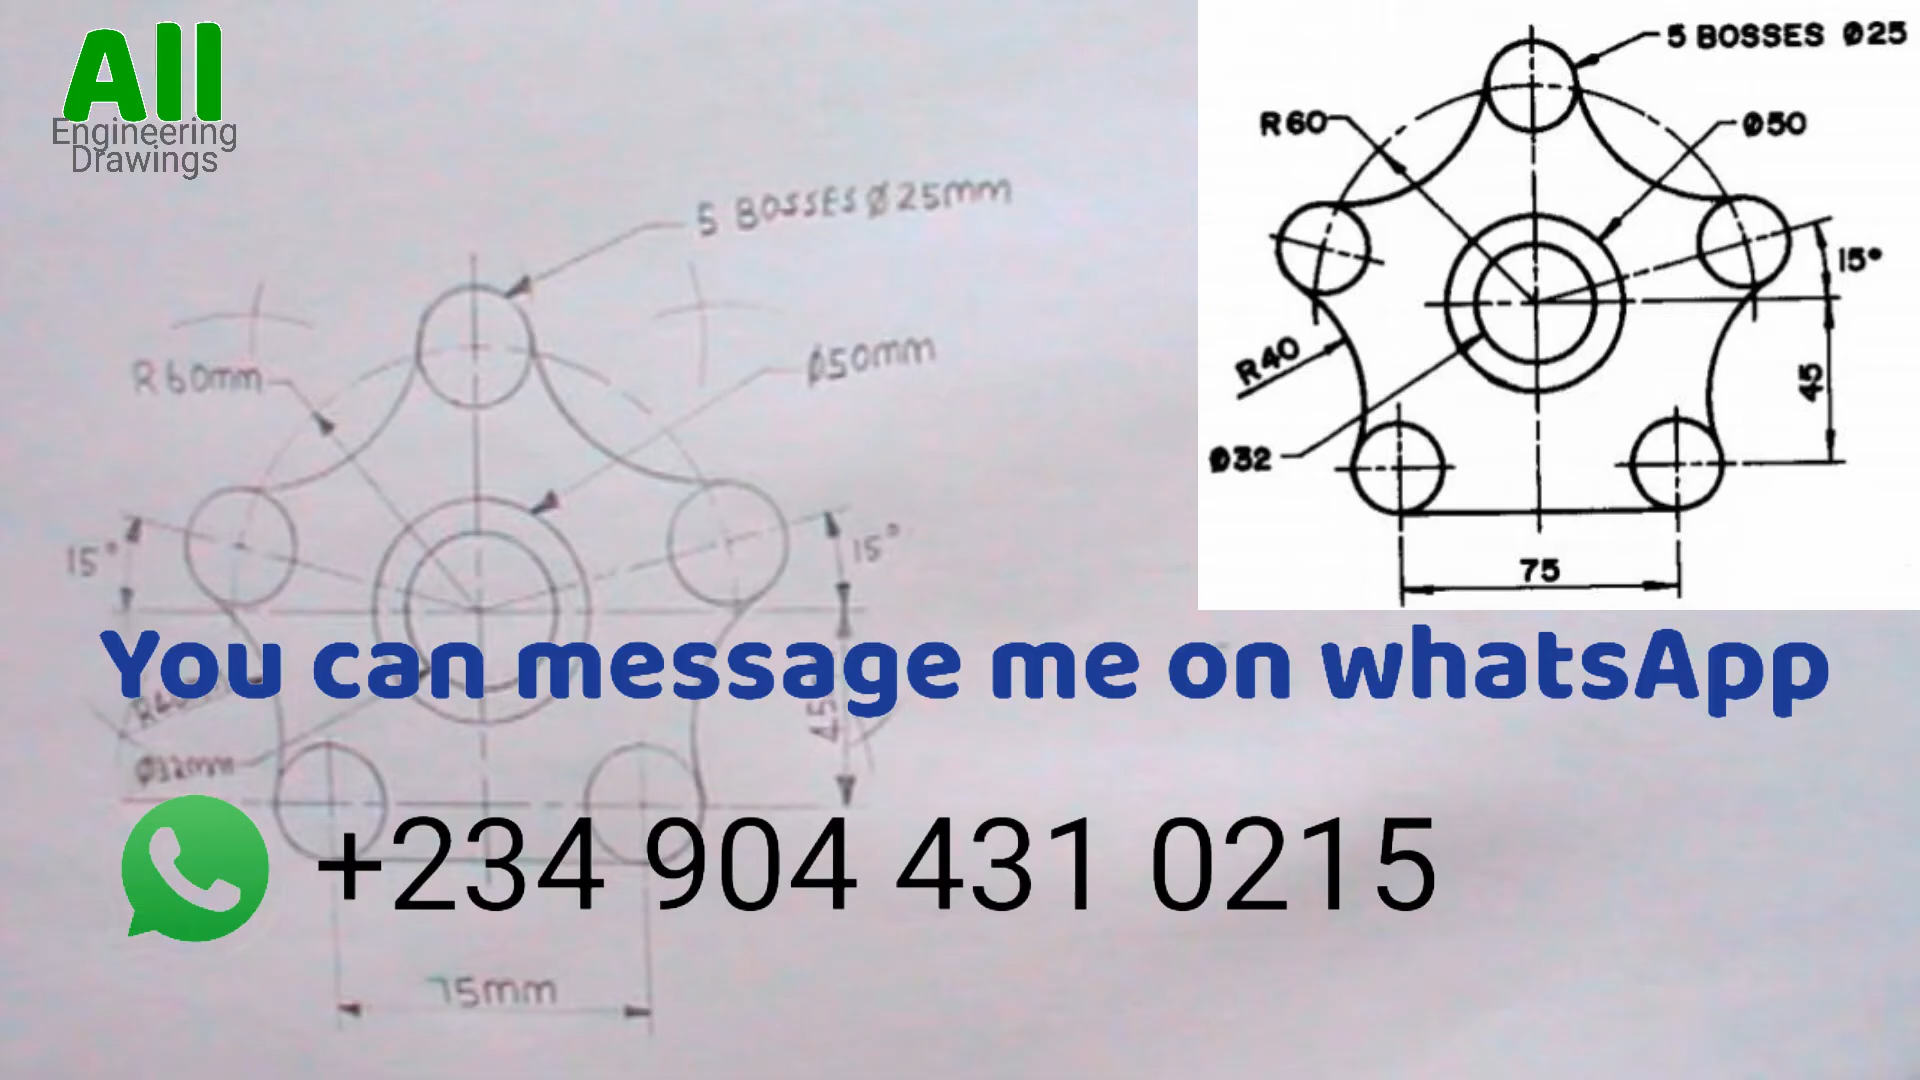 All
Engineering
Drawings
5 BOSSES Ø25
R60
Ø50
15°
R40
45
Ø32
75
5 BOSSES Ø25mm
R60mm
Ø50mm
15°
15°
You can message me on whatsApp
45
Ø32mm
+234 904 431 0215
75mm